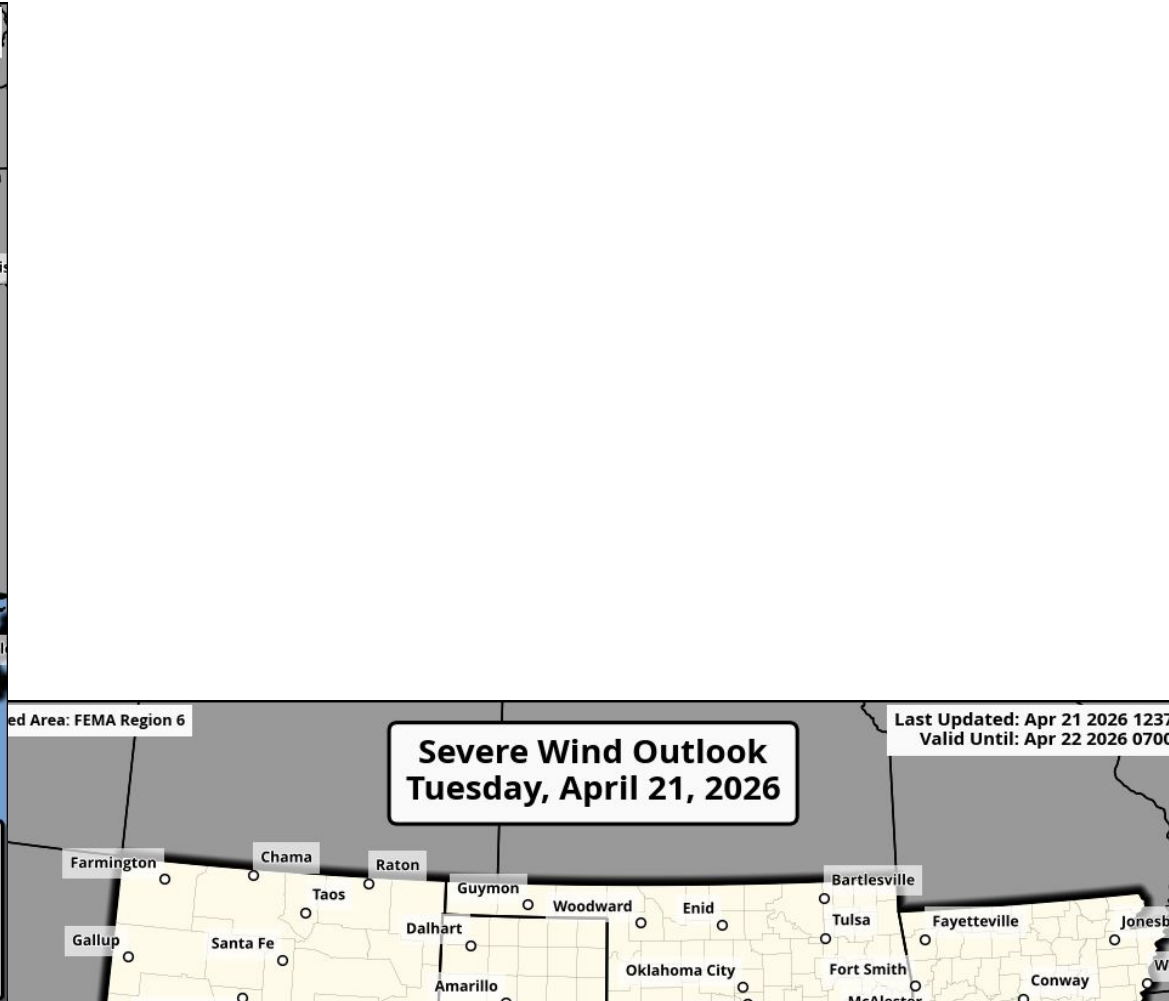 ed Area: FEMA Region 6
Last Updated: Apr 21 2026 1237
Valid Until: Apr 22 2026 0700
Severe Wind Outlook
Tuesday, April 21, 2026
Farmington
Chama
Raton
Taos
Guymon
Woodward
Enid
Bartlesville
Tulsa
Fayetteville
Jonesb
Dalhart
Gallup
Santa Fe
Oklahoma City
Fort Smith
W
Amarillo
Conway
McAlester